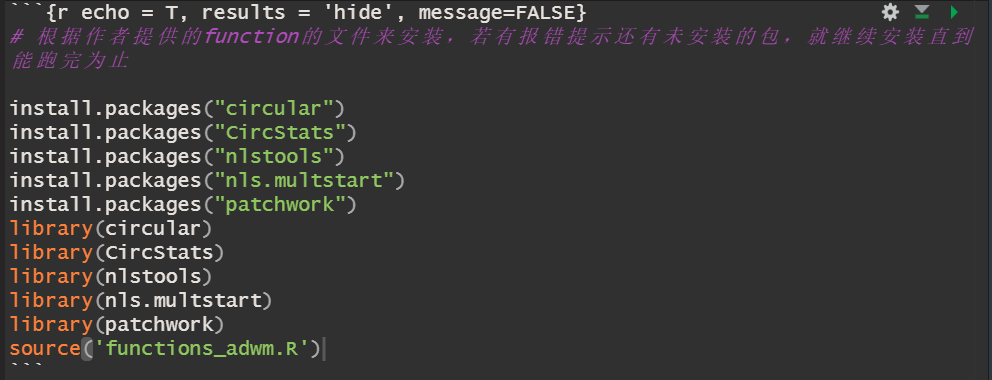 ```{r echo = T, results = 'hide', message=FALSE}
# 根据作者提供的function的文件来安装，若有报错提示还有未安装的包，就继续安装直到
能跑完为止
install.packages("circular")
install.packages("CircStats")
install.packages("nlstools")
install.packages("nls.multstart")
install.packages("patchwork")
library(circular)
library(CircStats)
library(nlstools)
library(nls.multstart)
library(patchwork)
source('functions_adwm.R')
```